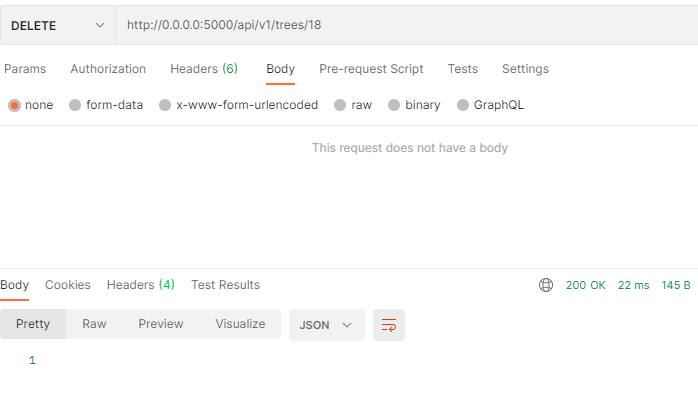 DELETE http://0.0.0.0:5000/api/v1/trees/18
Params Authorization Headers (6) Body Pre-request Script Tests Settings
none form-data x-www-form-urlencoded raw binary GraphQL
This request does not have a body
Body Cookies Headers (4) Test Results 200 OK 22 ms 145 B
Pretty Raw Preview Visualize JSON
1